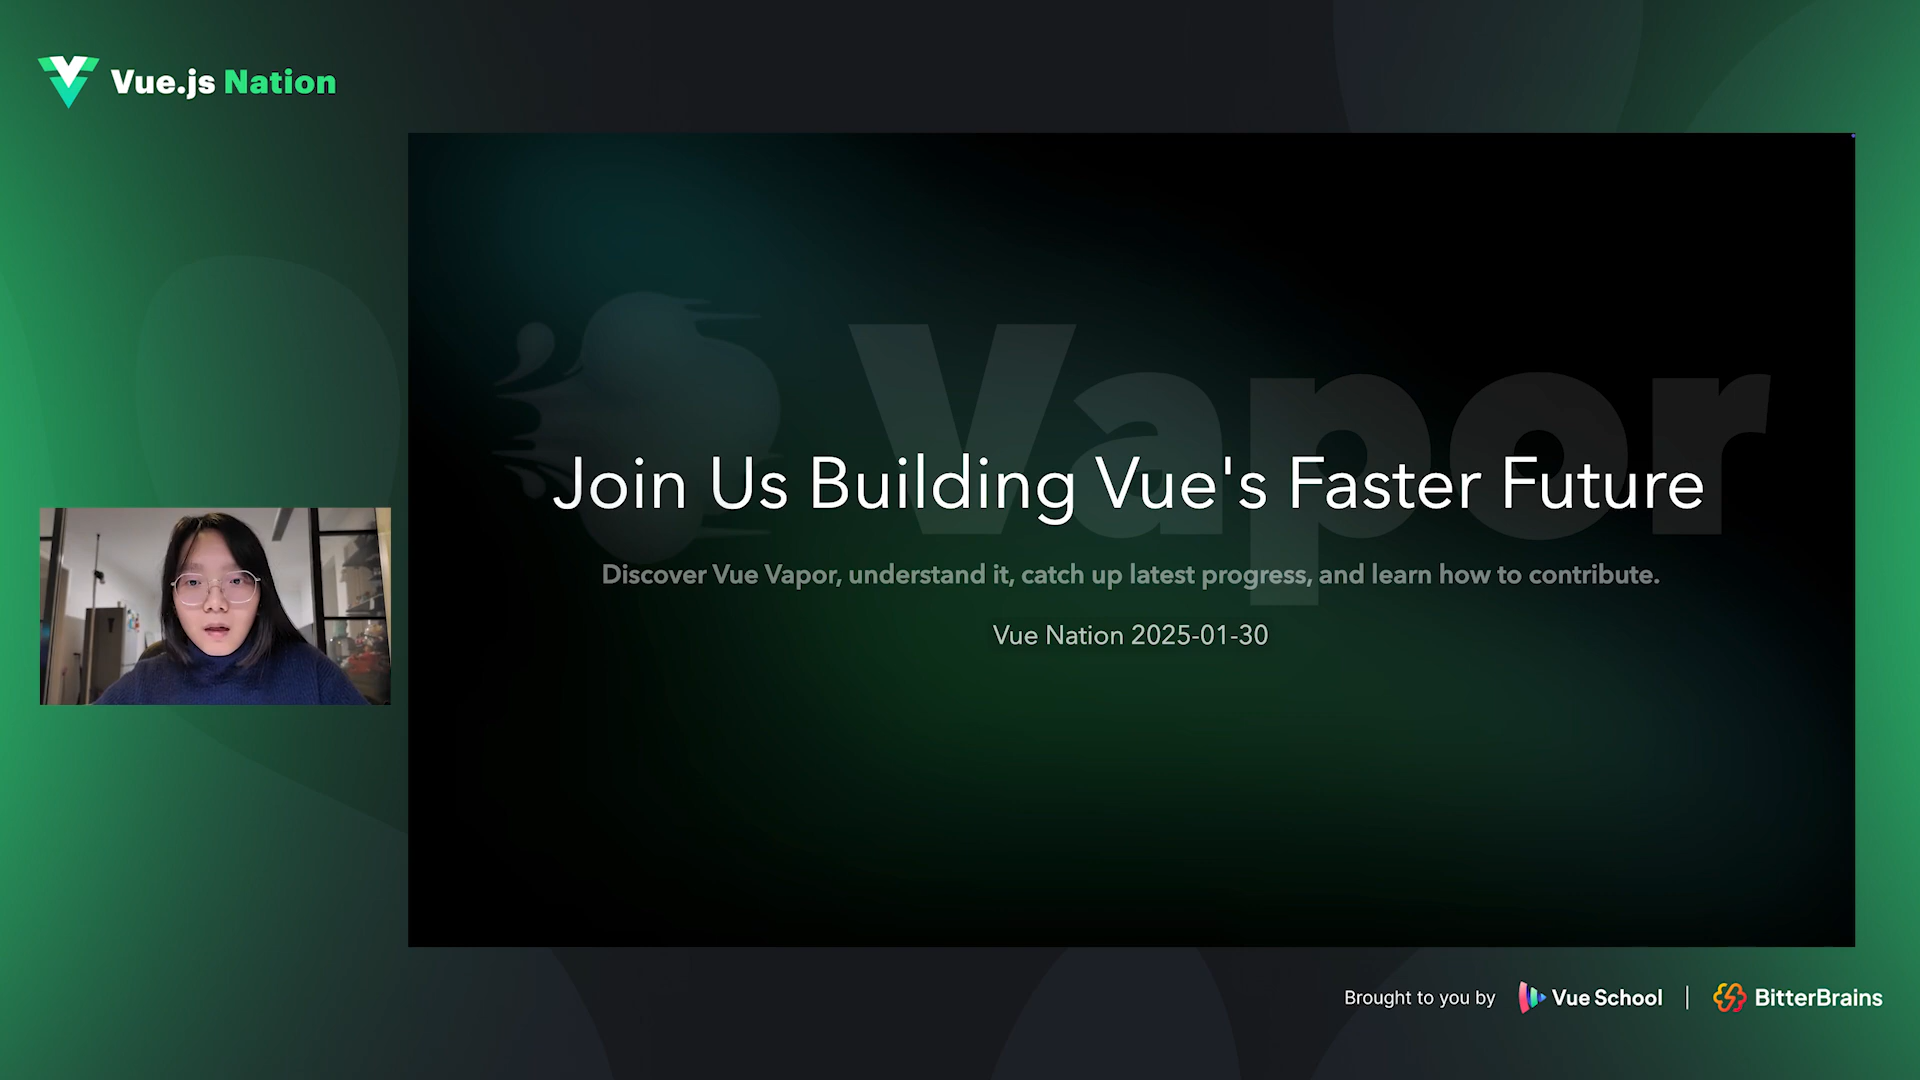 Vue.js Nation
Vapor
Join Us Building Vue's Faster Future
Discover Vue Vapor, understand it, catch up latest progress, and learn how to contribute.
Vue Nation 2025-01-30
Brought to you by Vue School | BitterBrains